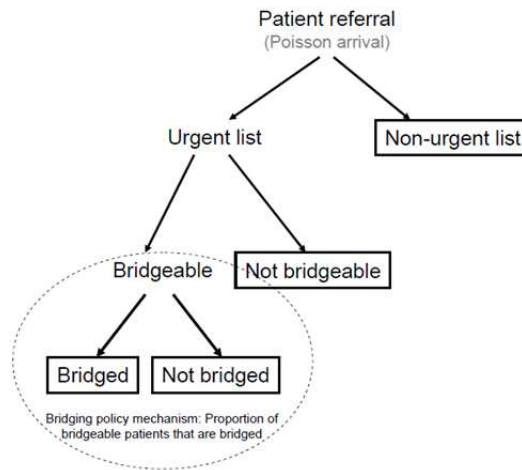 Patient referral
(Poisson arrival)
Urgent list
Non-urgent list
Bridgeable
Not bridgeable
Bridged
Not bridged
Bridging policy mechanism: Proportion of
bridgeable patients that are bridged